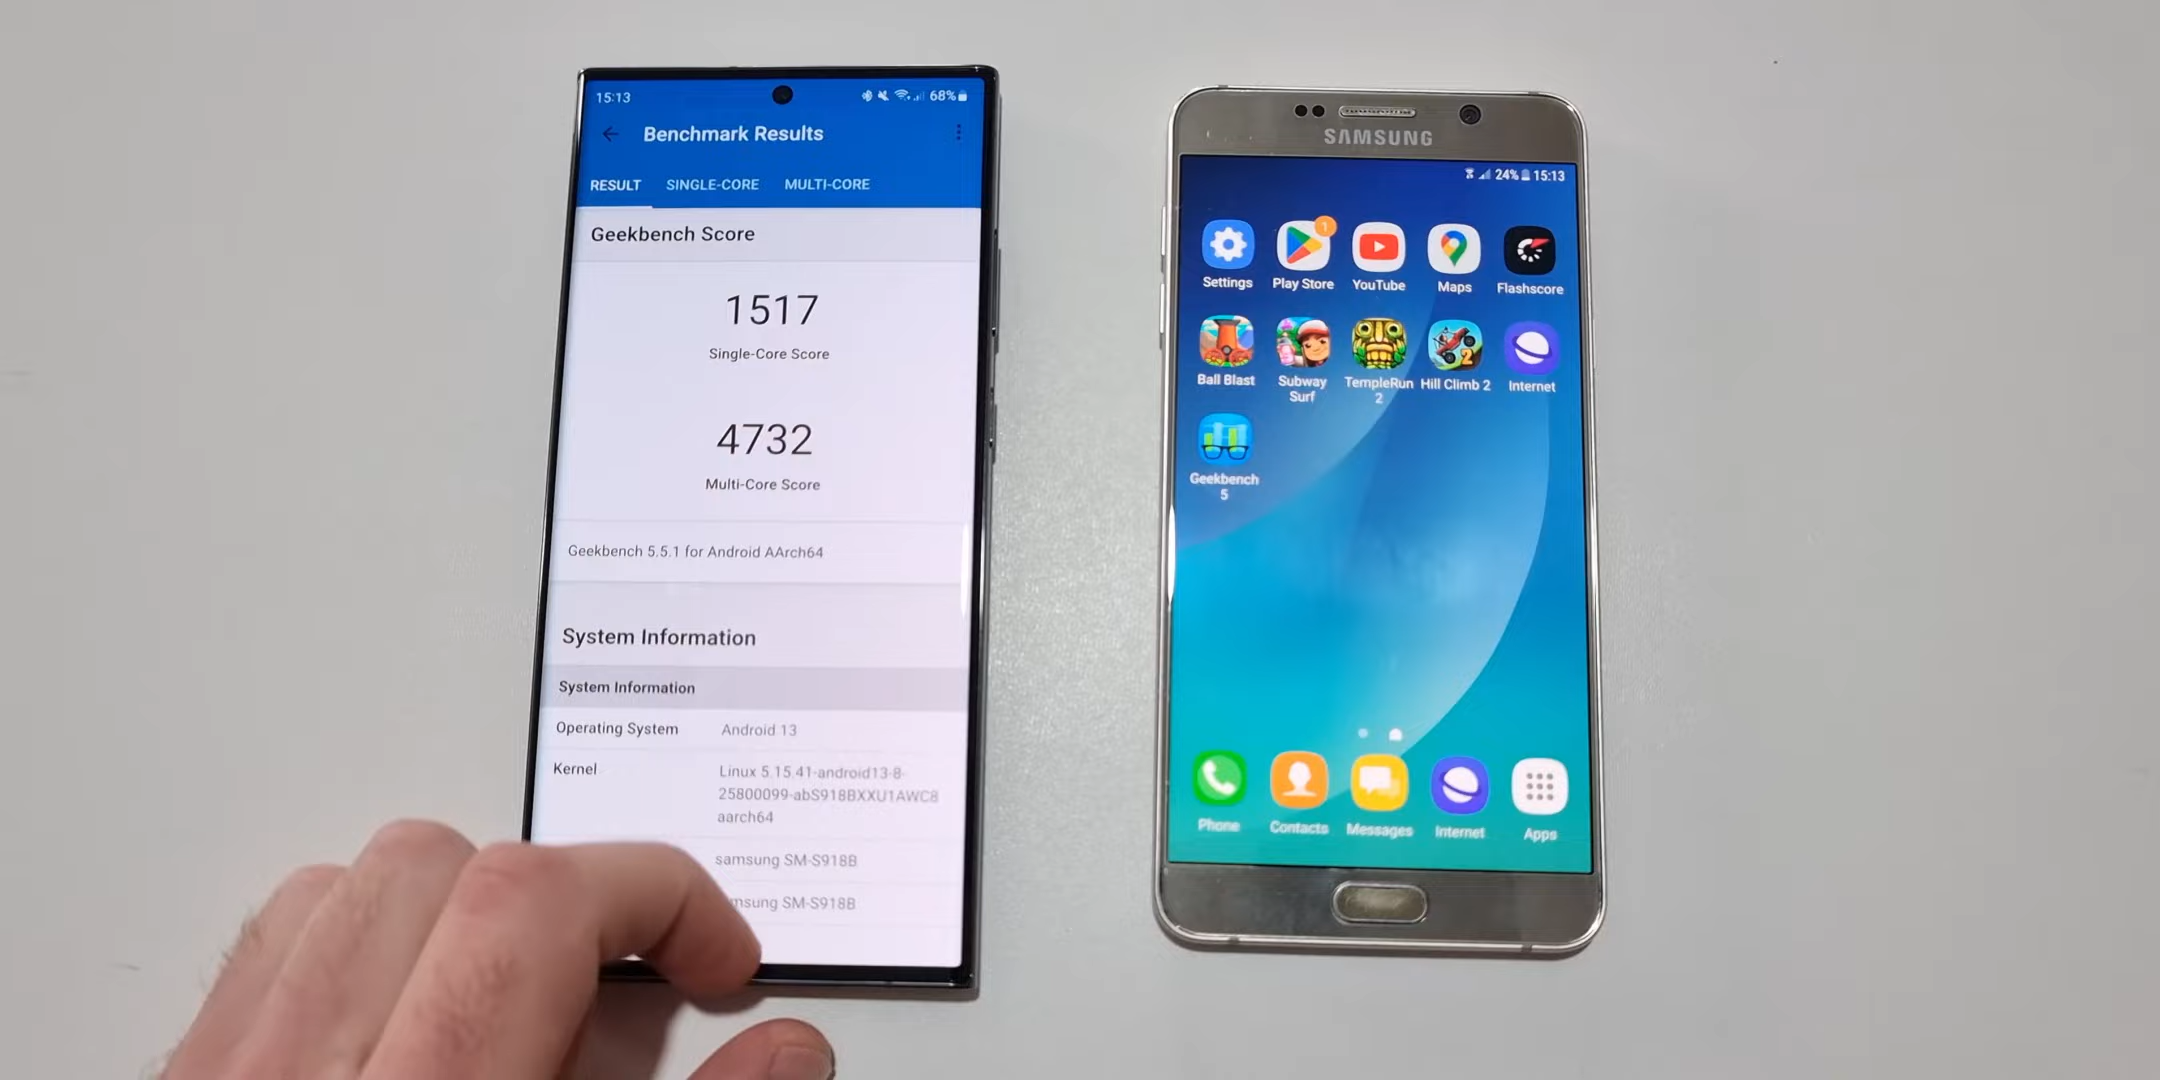 15:13
68%
Benchmark Results
RESULT SINGLE-CORE MULTI-CORE
Geekbench Score
1517
Single-Core Score
4732
Multi-Core Score
Geekbench 5.5.1 for Android AArch64
System Information
System Information
Operating System Android 13
Kernel Linux 5.15.41-android13-8-
25800099-abS918BXXU1AWC8
aarch64
samsung SM-S918B
msung SM-S918B
SAMSUNG
24% 15:13
1
Settings Play Store YouTube Maps Flashscore
2
Ball Blast Subway TempleRun Hill Climb 2 Internet
Surf 2
Geekbench
5
Phone Contacts Messages Internet Apps